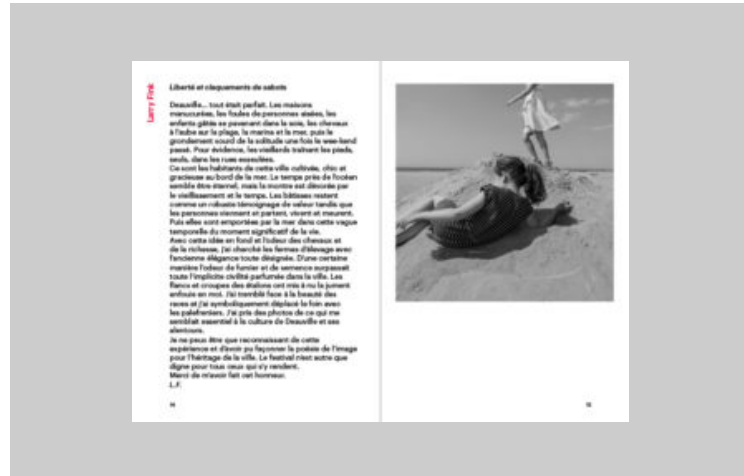 Larry Fink
Liberté et claquements de sabots
Deauville... tout était parfait. Les maisons
manucurées, les foules de personnes aisées, les
enfants gâtés se pavanant dans la soie, les chevaux
à l'aube sur la plage, la marina et la mer, puis le
grondement sourd de la solitude une fois le wee-kend
passé. Pour évidence, les vieillards traînant les pieds,
seuls, dans les rues esseulées.
Ce sont les habitants de cette ville cultivée, chic et
gracieuse au bord de la mer. Le temps près de l'océan
semble être éternel, mais la montre est dévorée par
le vieillissement et le temps. Les bâtisses restent
comme un robuste témoignage de valeur tandis que
les personnes viennent et partent, vivent et meurent.
Puis elles sont emportées par la mer dans cette vague
temporelle du moment significatif de la vie.
Avec cette idée en fond et l'odeur des chevaux et
de la richesse, j'ai cherché les fermes d'élevage avec
l'ancienne élégance toute désignée. D'une certaine
manière l'odeur de fumier et de semence surpassait
toute l'implicite civilité parfumée dans la ville. Les
flancs et croupes des étalons ont mis à nu la jument
enfouie en moi. J'ai tremblé face à la beauté des
races et j'ai symboliquement déplacé le foin avec
les palefreniers. J'ai pris des photos de ce qui me
semblait essentiel à la culture de Deauville et ses
alentours.
Je ne peux être que reconnaissant de cette
expérience et d'avoir pu façonner la poésie de l'image
pour l'héritage de la ville. Le festival n'est autre que
digne pour tous ceux qui s'y rendent.
Merci de m'avoir fait cet honneur.
L.F.